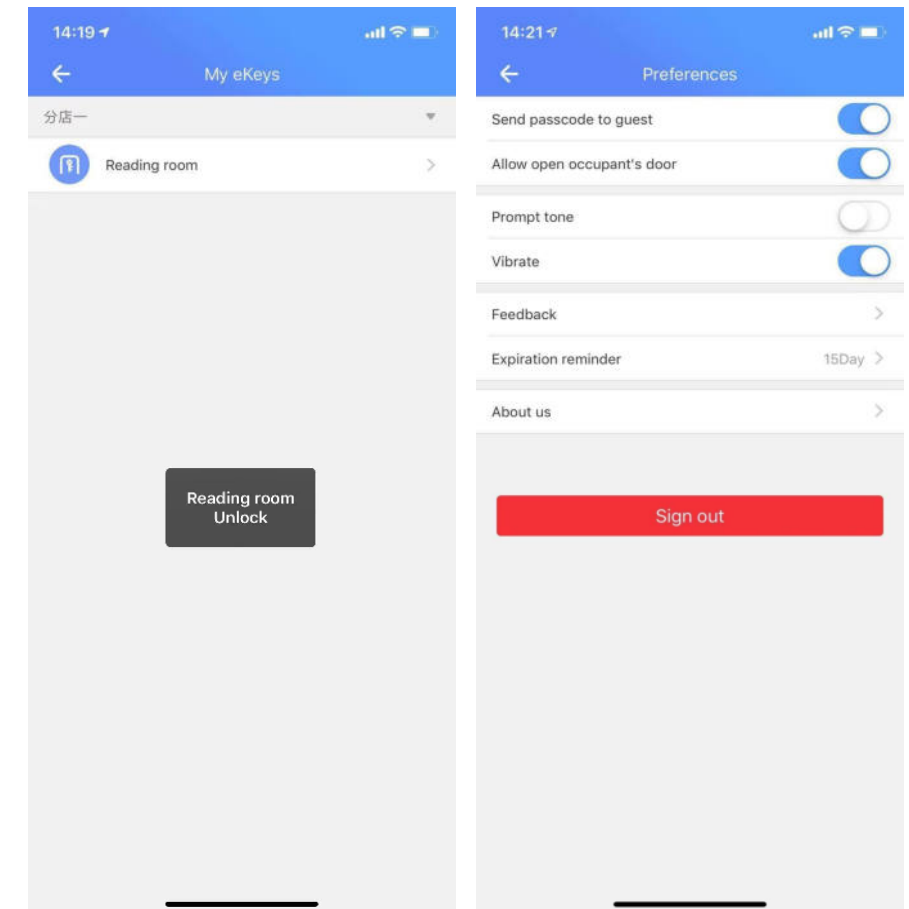 14:19
My eKeys
分店一
Reading room
Reading room
Unlock
14:21
Preferences
Send passcode to guest
Allow open occupant's door
Prompt tone
Vibrate
Feedback
Expiration reminder 15Day
About us
Sign out